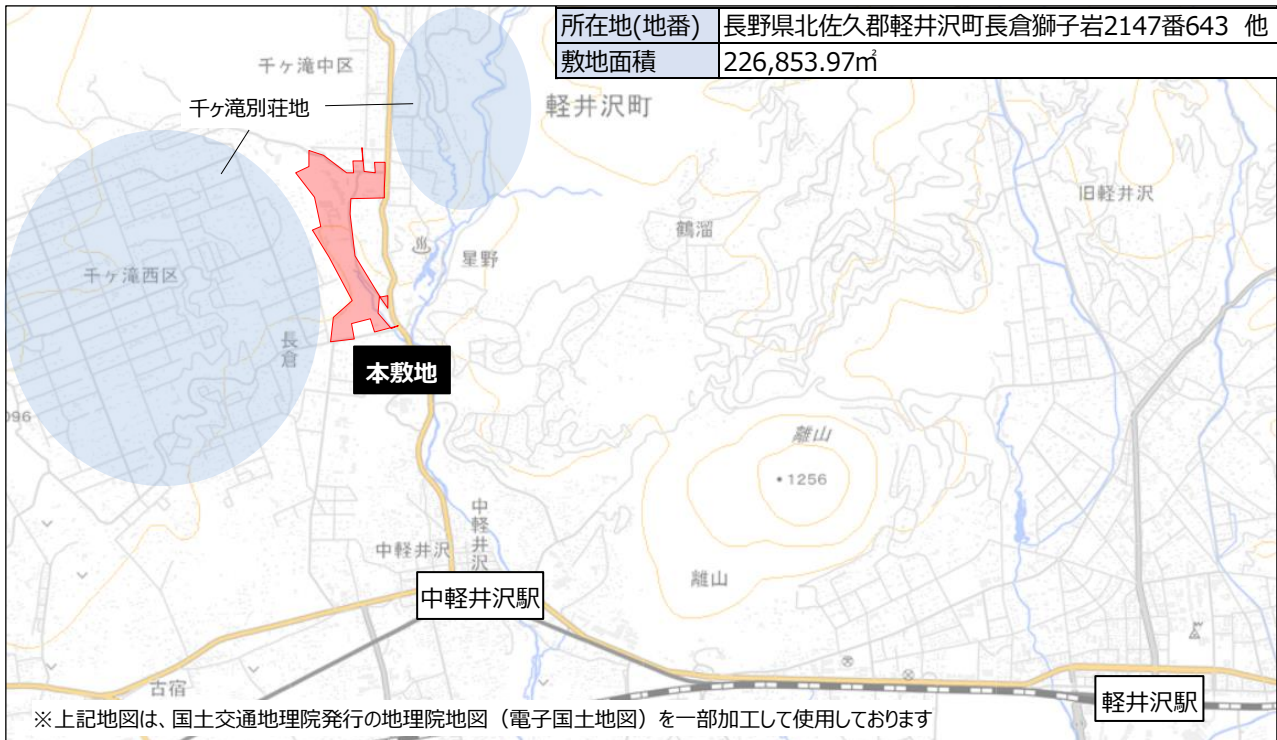 所在地(地番) 長野県北佐久郡軽井沢町長倉獅子岩2147番643 他
敷地面積 226,853.97㎡
千ヶ滝中区
千ヶ滝別荘地
軽井沢町
旧軽井沢
鶴溜
星野
千ヶ滝西区
長倉
本敷地
096
離山
・1256
中軽井沢
中軽井沢
離山
中軽井沢駅
古宿
軽井沢駅
※上記地図は、国土交通地理院発行の地理院地図（電子国土地図）を一部加工して使用しております